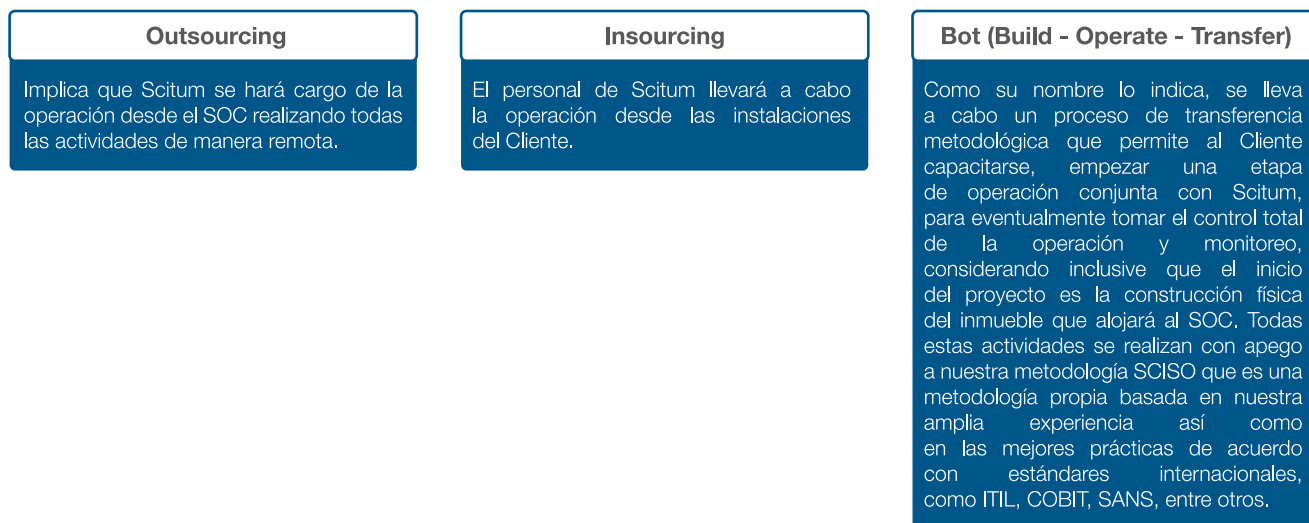 Outsourcing
Implica que Scitum se hará cargo de la
operación desde el SOC realizando todas
las actividades de manera remota.
Insourcing
El personal de Scitum llevará a cabo
la operación desde las instalaciones
del Cliente.
Bot (Build - Operate - Transfer)
Como su nombre lo indica, se lleva
a cabo un proceso de transferencia
metodológica que permite al Cliente
capacitarse, empezar una etapa
de operación conjunta con Scitum,
para eventualmente tomar el control total
de la operación y monitoreo,
considerando inclusive que el inicio
del proyecto es la construcción física
del inmueble que alojará al SOC. Todas
estas actividades se realizan con apego
a nuestra metodología SCISO que es una
metodología propia basada en nuestra
amplia experiencia así como
en las mejores prácticas de acuerdo
con estándares internacionales,
como ITIL, COBIT, SANS, entre otros.